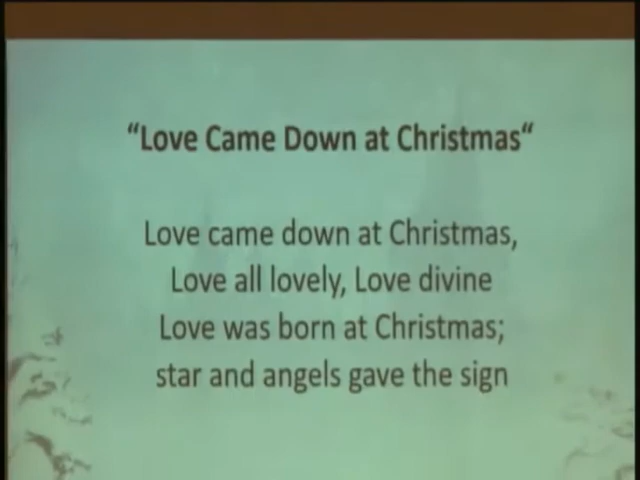 “Love Came Down at Christmas“
Love came down at Christmas,
Love all lovely, Love divine
Love was born at Christmas;
star and angels gave the sign